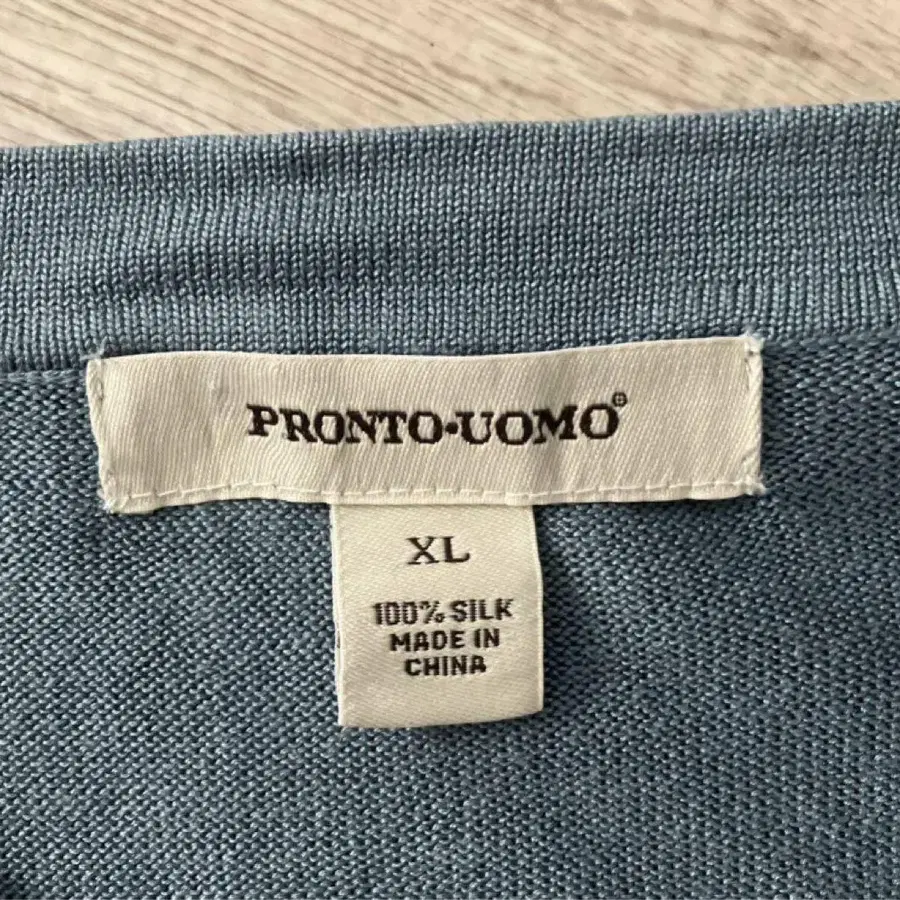 PRONTO•UOMO®
XL
100% SILK
MADE IN
CHINA